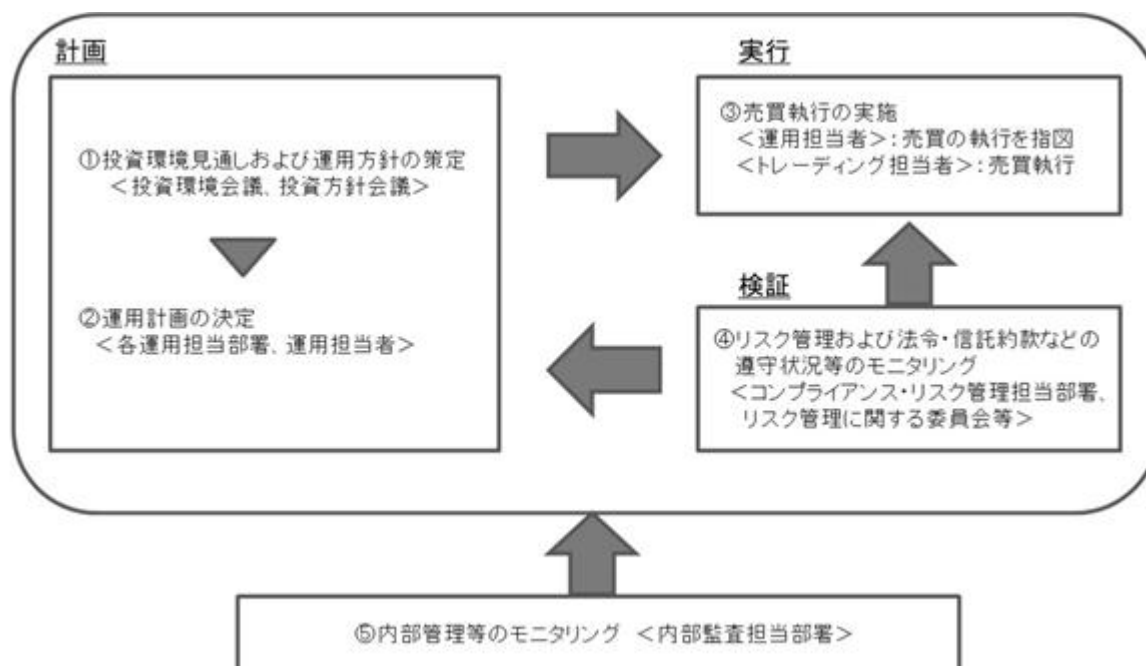 計画
①投資環境見通しおよび運用方針の策定
＜投資環境会議、投資方針会議＞
②運用計画の決定
＜各運用担当部署、運用担当者＞
実行
③売買執行の実施
＜運用担当者＞：売買の執行を指図
＜トレーディング担当者＞：売買執行
検証
④リスク管理および法令・信託約款などの
遵守状況等のモニタリング
＜コンプライアンス・リスク管理担当部署、
リスク管理に関する委員会等＞
⑤内部管理等のモニタリング ＜内部監査担当部署＞